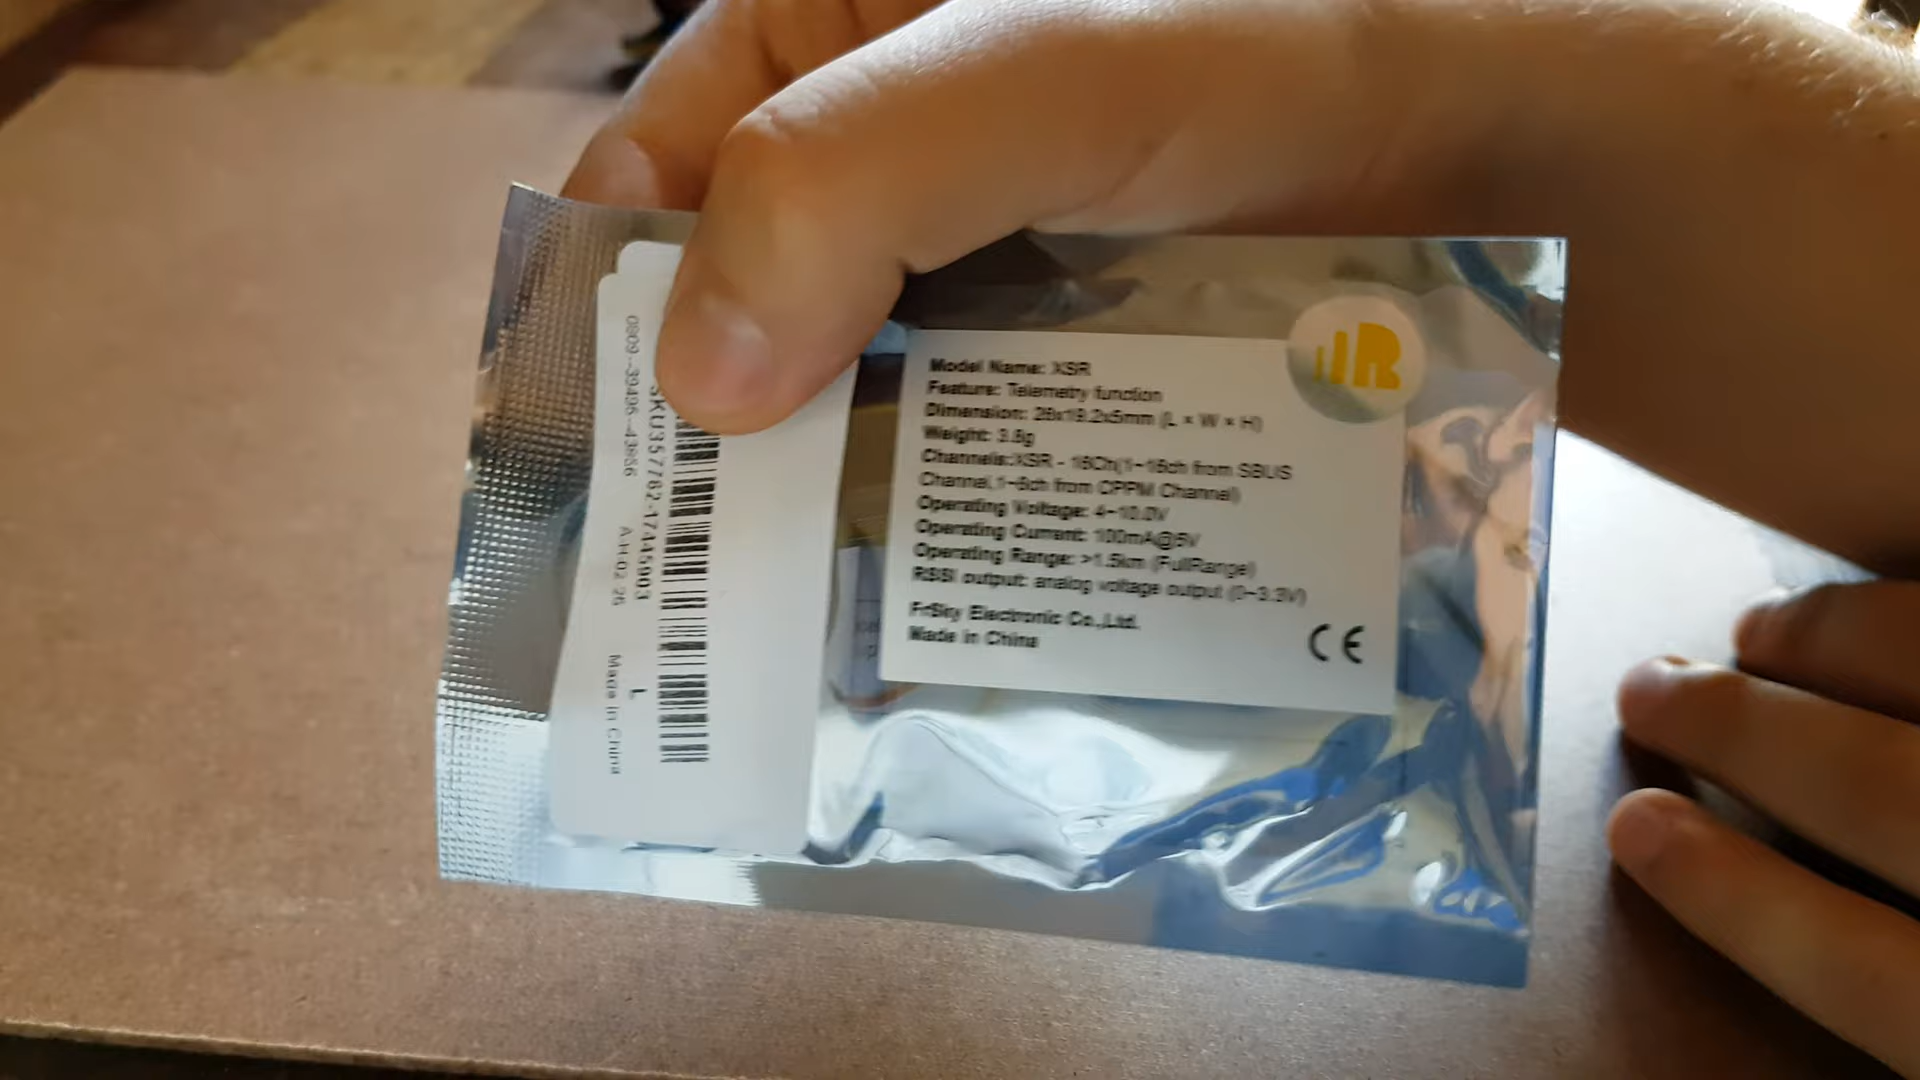 Model Name: XSR
Feature: Telemetry function
Dimension: 26x19.2x5mm (L × W × H)
Weight: 3.8g
Channels:XSR - 16Ch(1~16ch from SBUS
Channel,1~8ch from CPPM Channel)
Operating Voltage: 4~10.0V
Operating Current: 100mA@5V
Operating Range: >1.5km (FullRange)
RSSI output: analog voltage output (0~3.3V)
FrSky Electronic Co.,Ltd.
Made in China
CE
SKU357762-17445903
L
A.H.02.26
Made in China